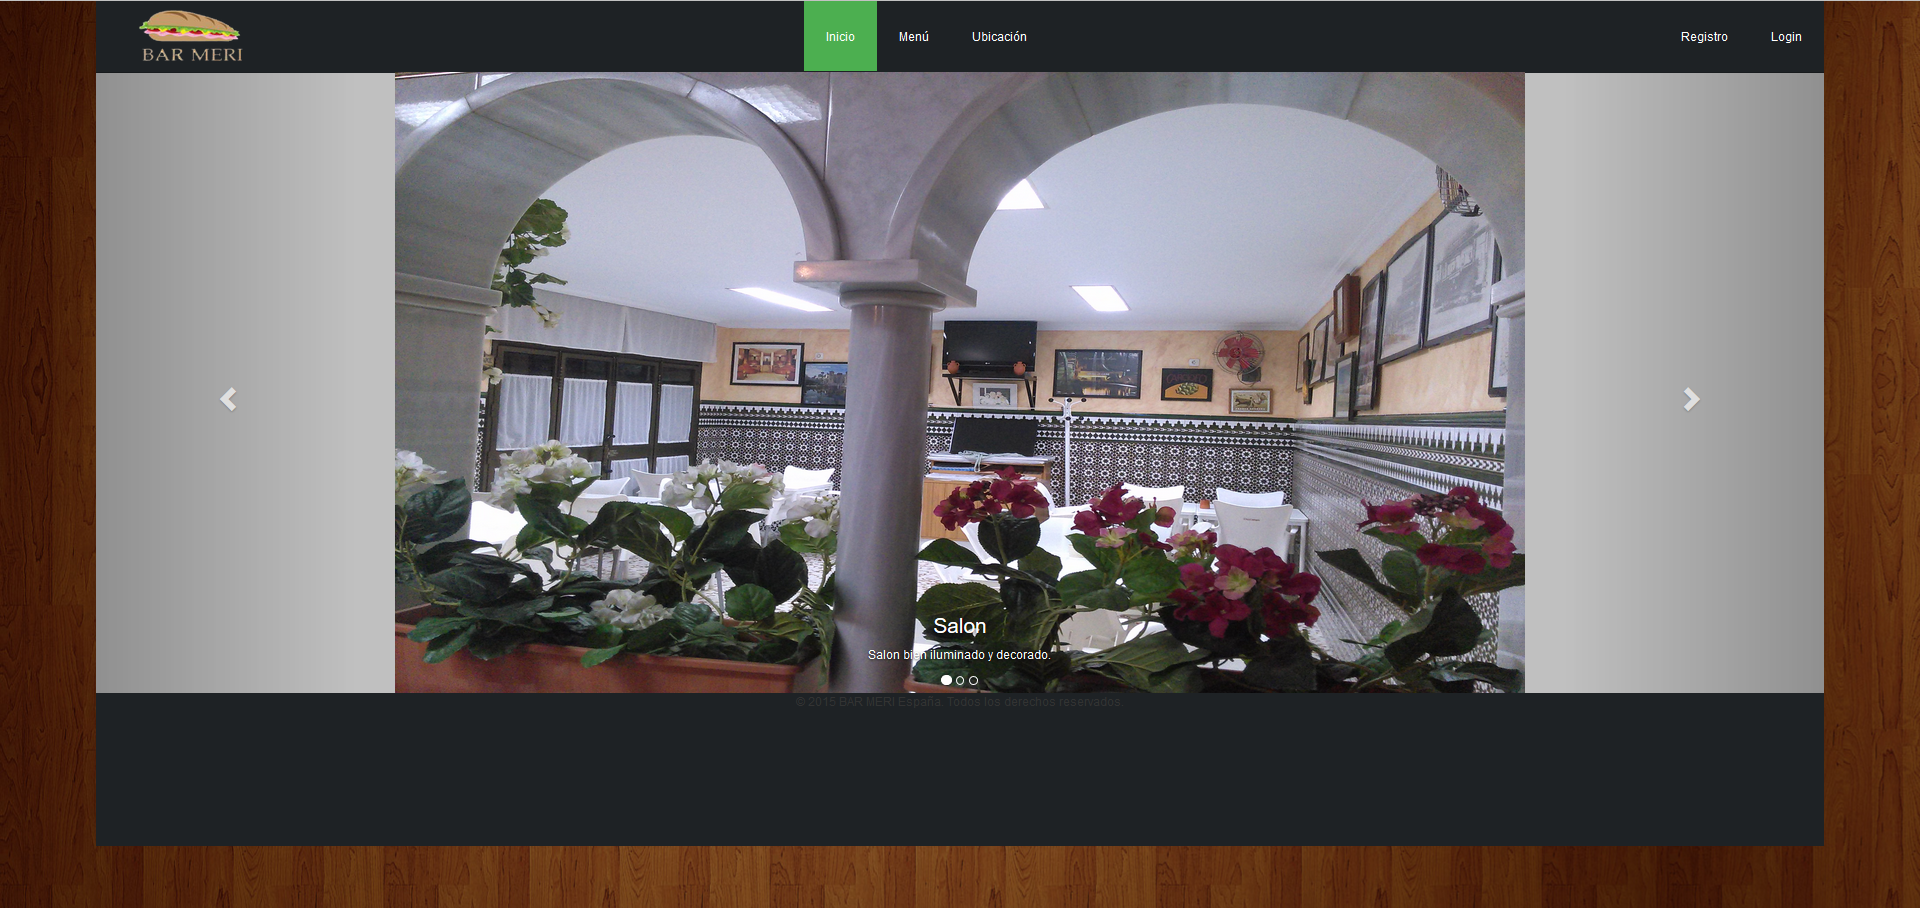 BAR MERI
Inicio Menú Ubicación Registro Login
Salon
Salon bien iluminado y decorado.
© 2015 BAR MERI España. Todos los derechos reservados.